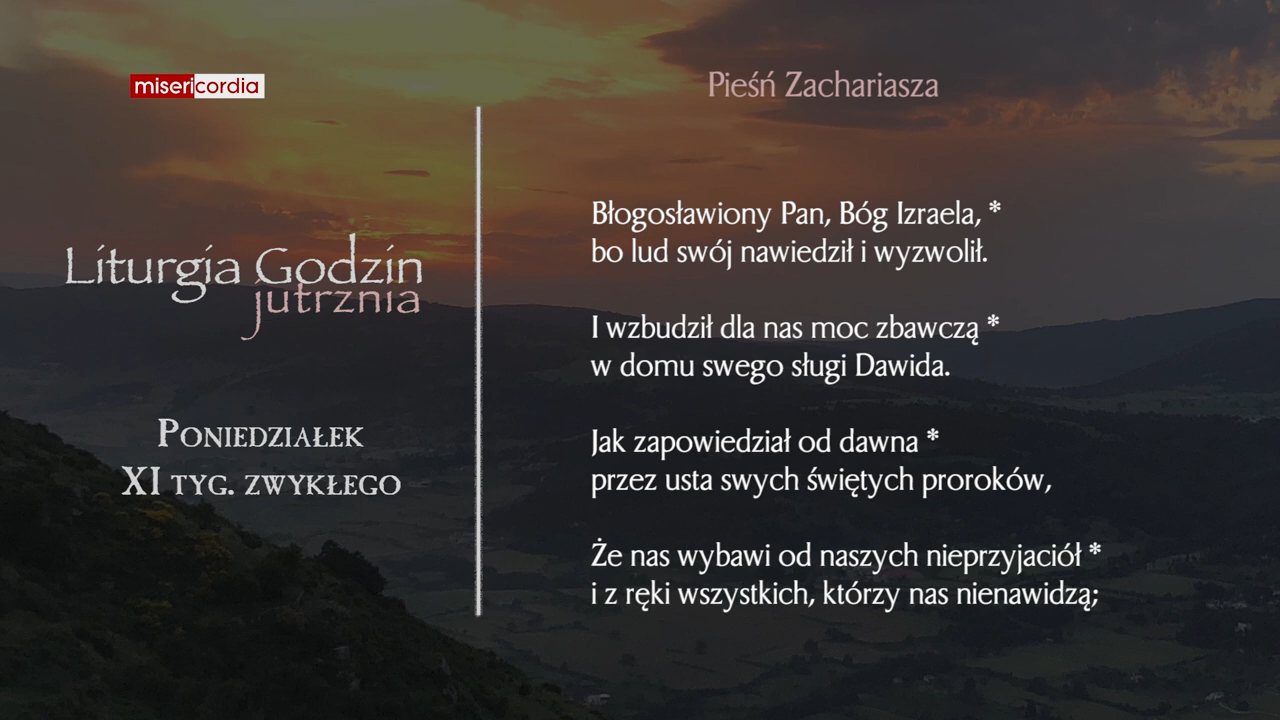 misericordia
Liturgia Godzin
jutrznia
Poniedziałek
XI tyg. zwykłego
Pieśń Zachariasza
Błogosławiony Pan, Bóg Izraela, *
bo lud swój nawiedził i wyzwolił.
I wzbudził dla nas moc zbawczą *
w domu swego sługi Dawida.
Jak zapowiedział od dawna *
przez usta swych świętych proroków,
Że nas wybawi od naszych nieprzyjaciół *
i z ręki wszystkich, którzy nas nienawidzą;